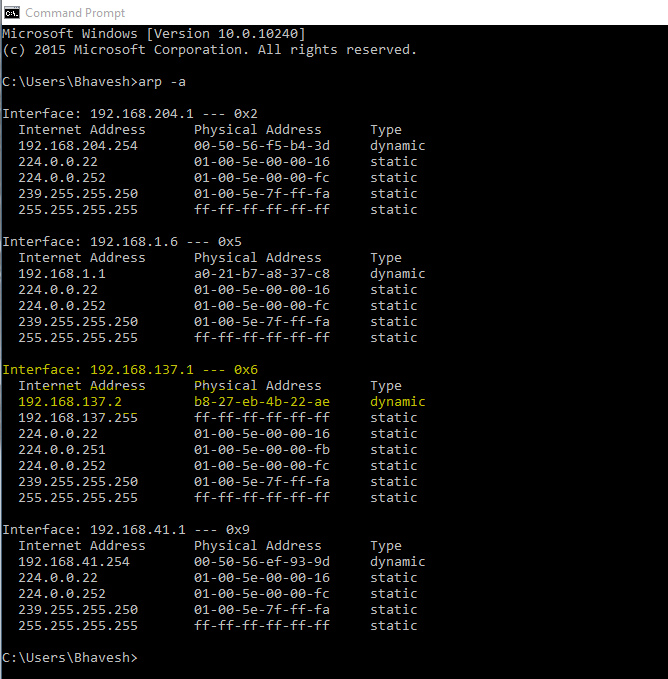 Command Prompt
Microsoft Windows [Version 10.0.10240]
(c) 2015 Microsoft Corporation. All rights reserved.
C:\Users\Bhavesh>arp -a
Interface: 192.168.204.1 --- 0x2
Internet Address Physical Address Type
192.168.204.254 00-50-56-f5-b4-3d dynamic
224.0.0.22 01-00-5e-00-00-16 static
224.0.0.252 01-00-5e-00-00-fc static
239.255.255.250 01-00-5e-7f-ff-fa static
255.255.255.255 ff-ff-ff-ff-ff-ff static
Interface: 192.168.1.6 --- 0x5
Internet Address Physical Address Type
192.168.1.1 a0-21-b7-a8-37-c8 dynamic
224.0.0.22 01-00-5e-00-00-16 static
224.0.0.252 01-00-5e-00-00-fc static
239.255.255.250 01-00-5e-7f-ff-fa static
255.255.255.255 ff-ff-ff-ff-ff-ff static
Interface: 192.168.137.1 --- 0x6
Internet Address Physical Address Type
192.168.137.2 b8-27-eb-4b-22-ae dynamic
192.168.137.255 ff-ff-ff-ff-ff-ff static
224.0.0.22 01-00-5e-00-00-16 static
224.0.0.251 01-00-5e-00-00-fb static
224.0.0.252 01-00-5e-00-00-fc static
239.255.255.250 01-00-5e-7f-ff-fa static
255.255.255.255 ff-ff-ff-ff-ff-ff static
Interface: 192.168.41.1 --- 0x9
Internet Address Physical Address Type
192.168.41.254 00-50-56-ef-93-9d dynamic
224.0.0.22 01-00-5e-00-00-16 static
224.0.0.252 01-00-5e-00-00-fc static
239.255.255.250 01-00-5e-7f-ff-fa static
255.255.255.255 ff-ff-ff-ff-ff-ff static
C:\Users\Bhavesh>